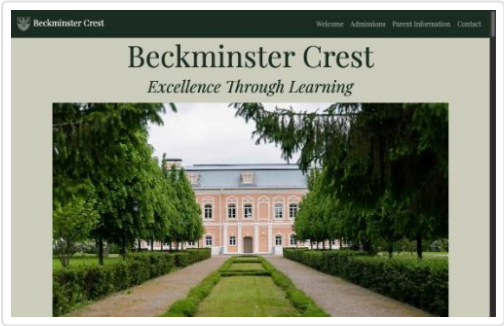 Beckminster Crest
Welcome Admissions Parent Information Contact
Beckminster Crest
Excellence Through Learning